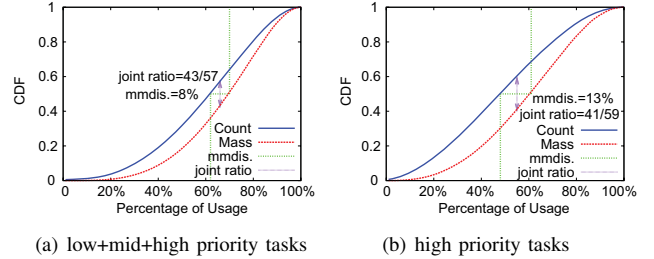 1
0.8
0.6
0.4
0.2
0
CDF
joint ratio=43/57
mmdis.=8%
Count
Mass
mmdis.
joint ratio
0 20% 40% 60% 80% 100%
Percentage of Usage
(a) low+mid+high priority tasks
1
0.8
0.6
0.4
0.2
0
CDF
mmdis.=13%
joint ratio=41/59
Count
Mass
mmdis.
joint ratio
0 20% 40% 60% 80% 100%
Percentage of Usage
(b) high priority tasks